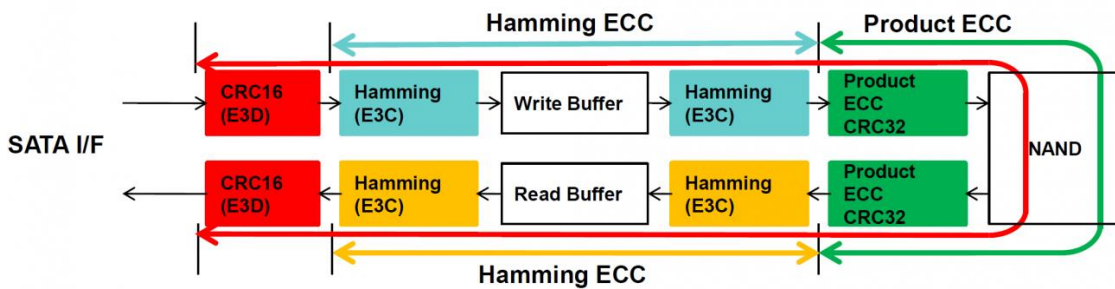 Hamming ECC
Product ECC
CRC16
(E3D)
Hamming
(E3C)
Write Buffer
Hamming
(E3C)
Product
ECC
CRC32
SATA I/F
NAND
CRC16
(E3D)
Hamming
(E3C)
Read Buffer
Hamming
(E3C)
Product
ECC
CRC32
Hamming ECC